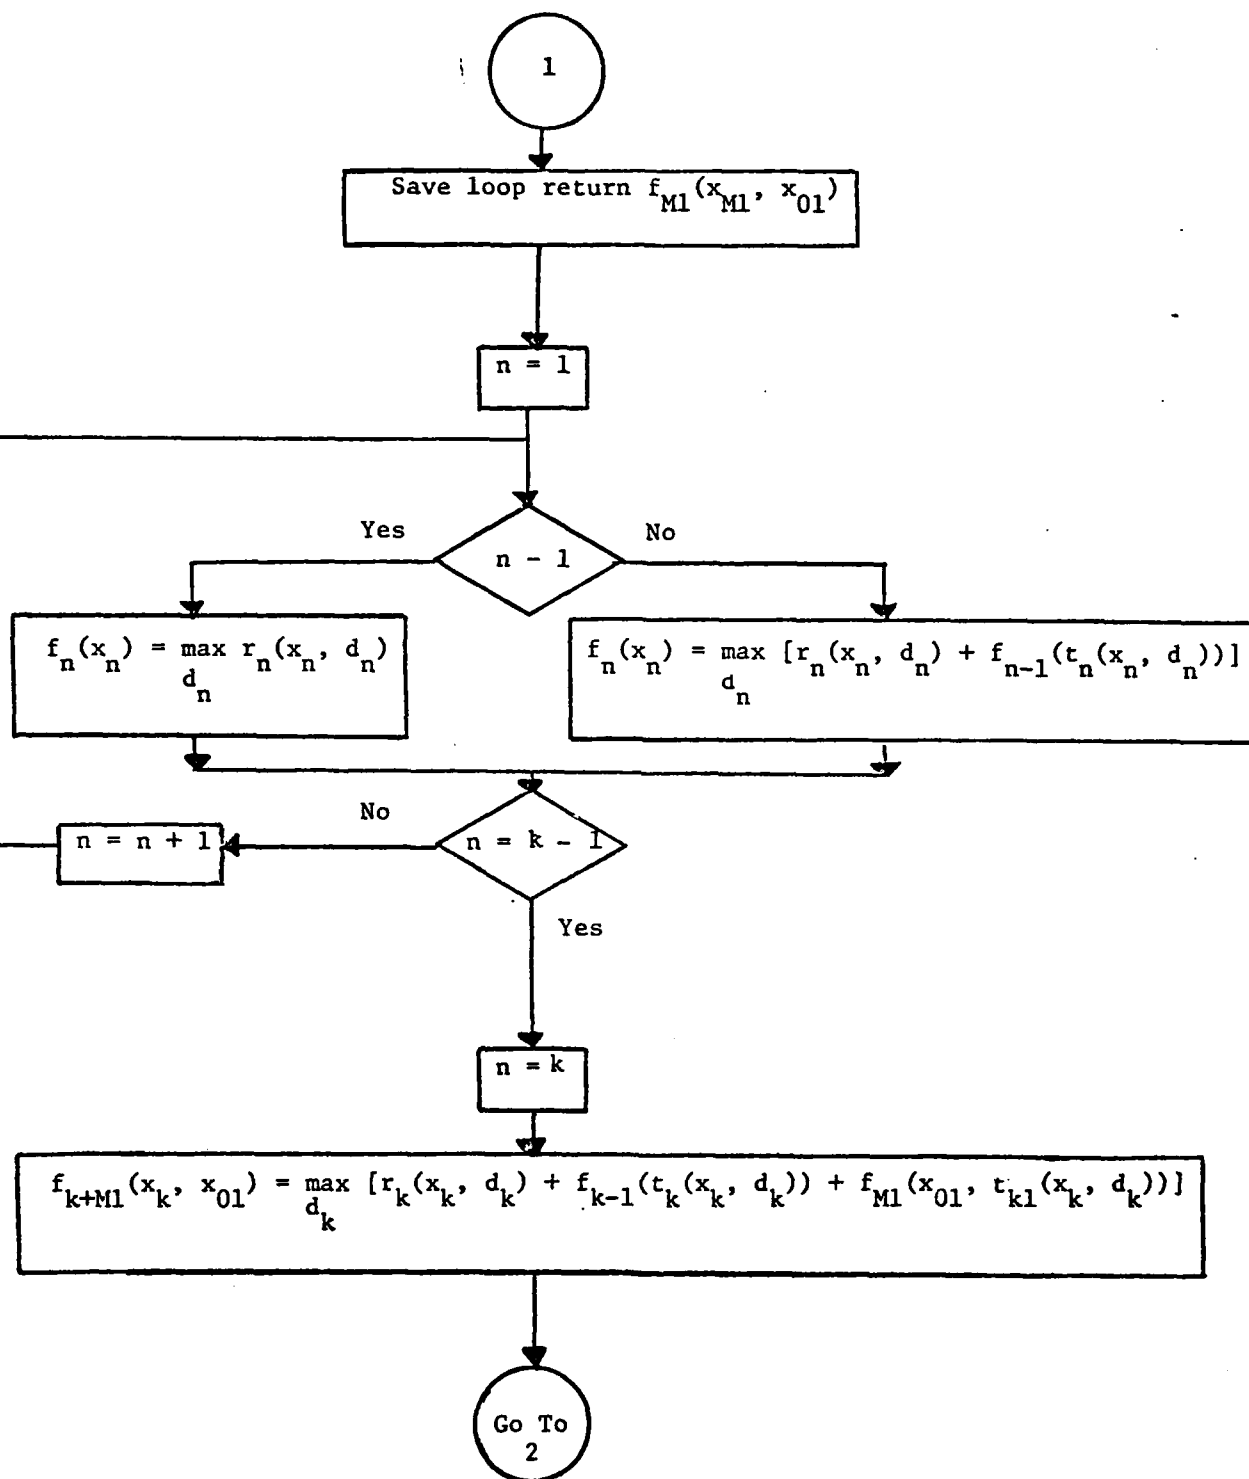 1
Save loop return f_M1(x_M1, x_01)
n = 1
Yes
n - 1
No
f_n(x_n) = max r_n(x_n, d_n)
d_n
f_n(x_n) = max [r_n(x_n, d_n) + f_n-1(t_n(x_n, d_n))]
d_n
No
n = n + 1
n = k - 1
Yes
n = k
f_k+M1(x_k, x_01) = max [r_k(x_k, d_k) + f_k-1(t_k(x_k, d_k)) + f_M1(x_01, t_k1(x_k, d_k))]
d_k
Go To
2